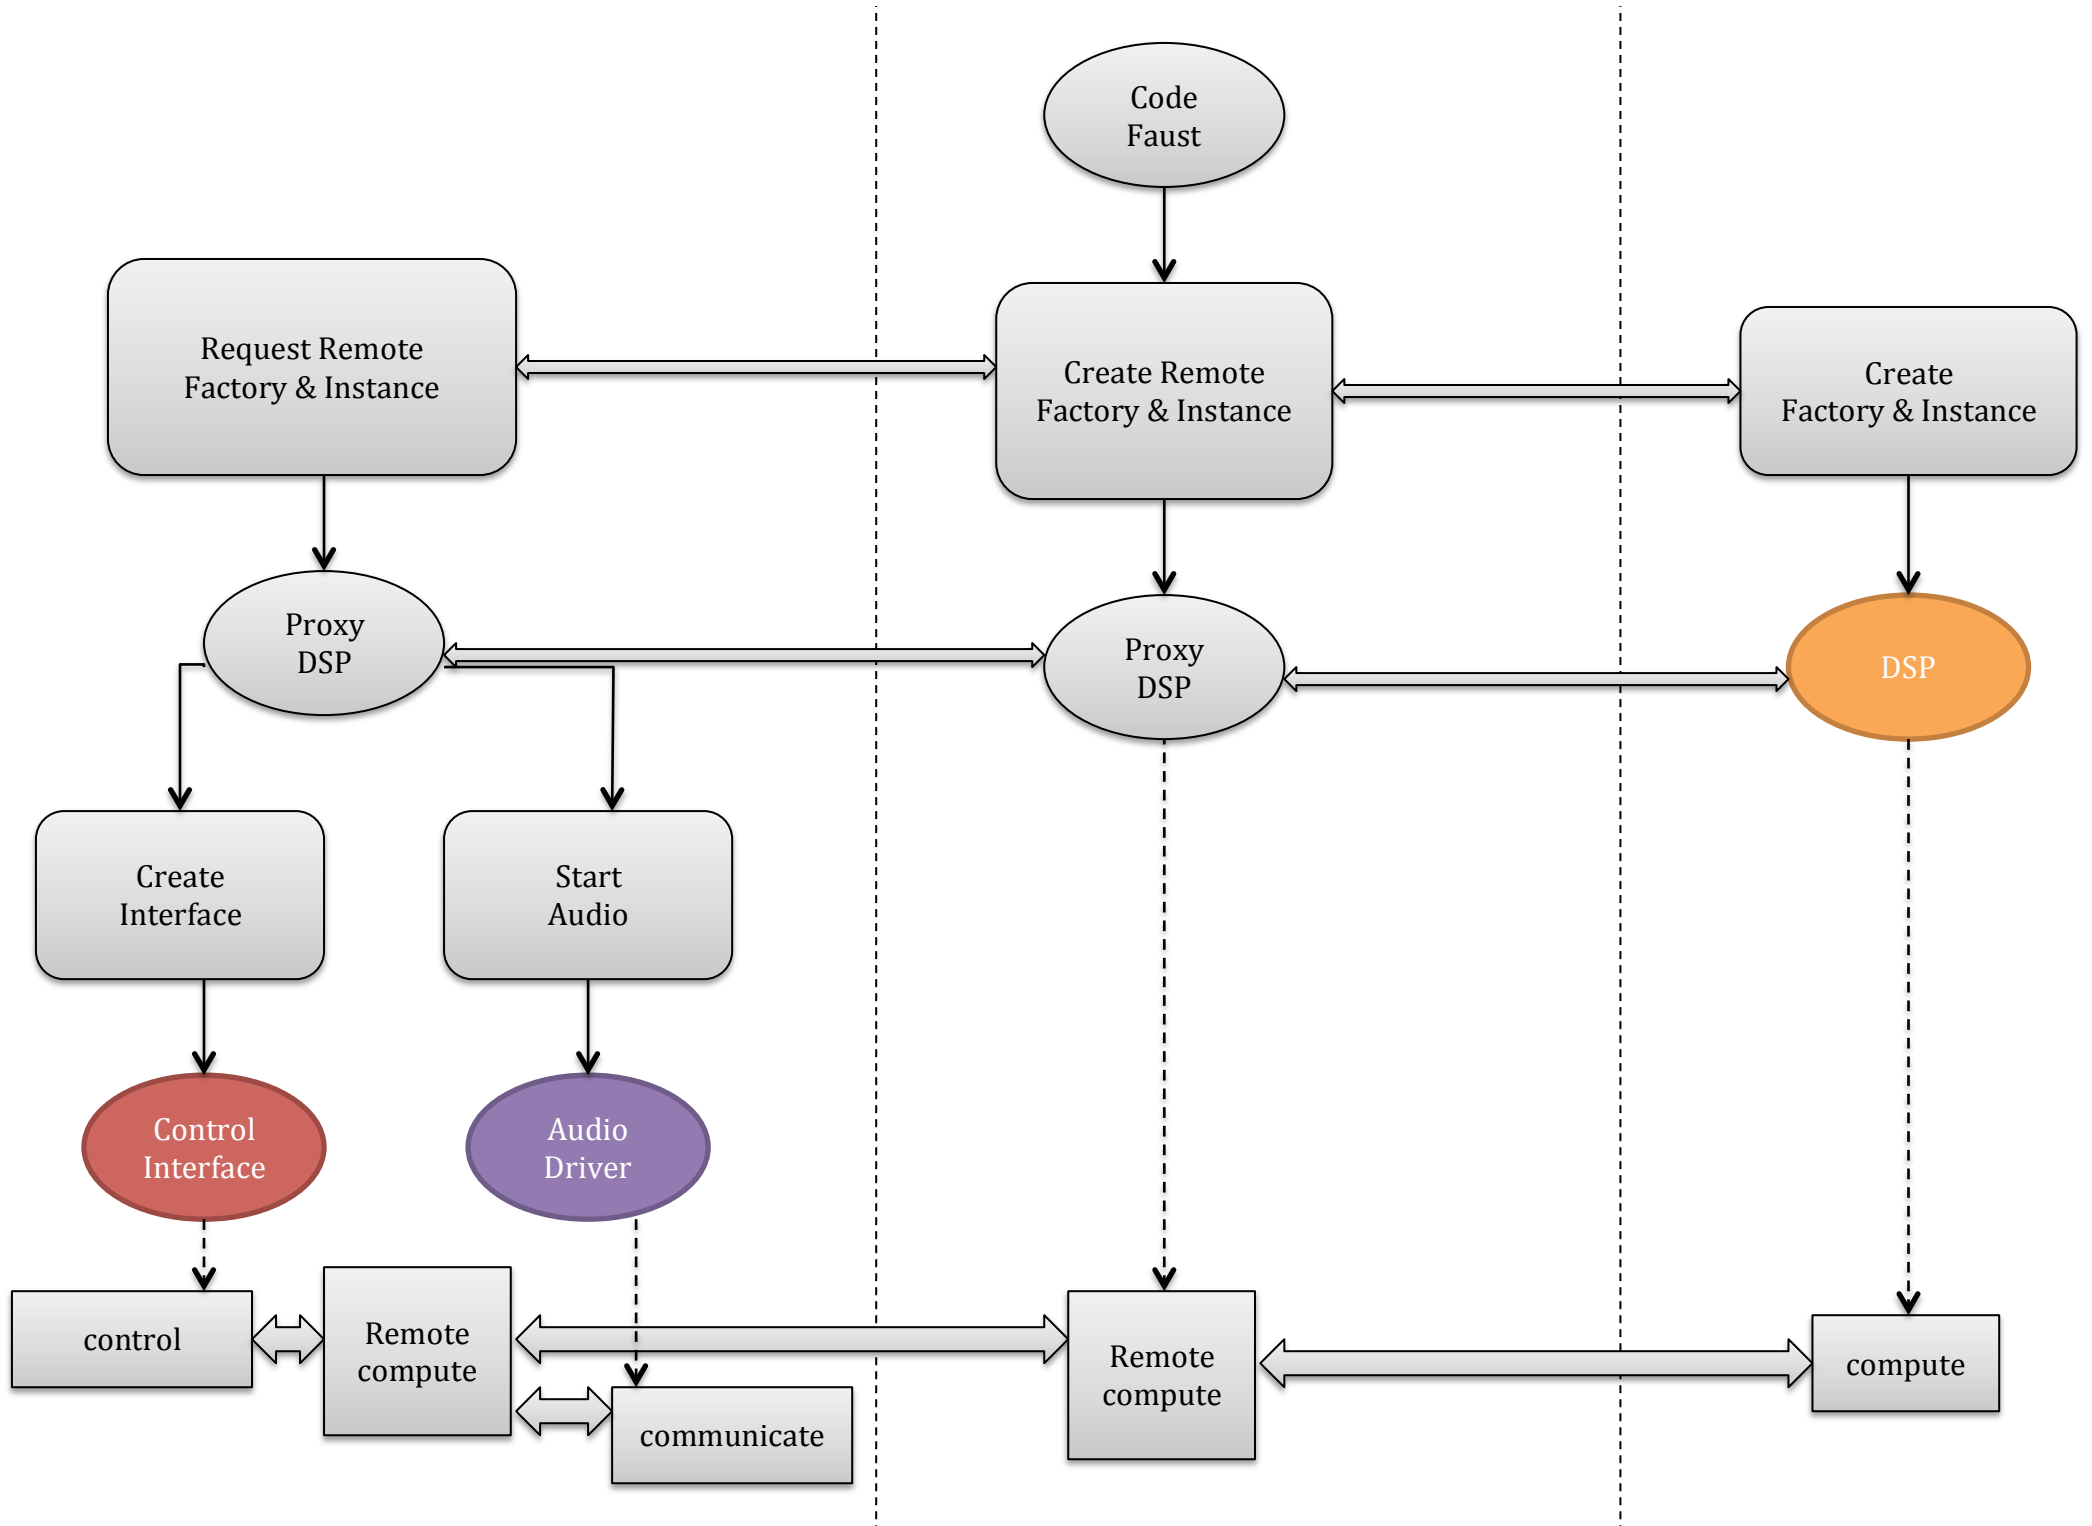 Code
Faust
Request Remote
Factory & Instance
Create Remote
Factory & Instance
Create
Factory & Instance
Proxy
DSP
Proxy
DSP
DSP
Create
Interface
Start
Audio
Control
Interface
Audio
Driver
control
Remote
compute
communicate
Remote
compute
compute